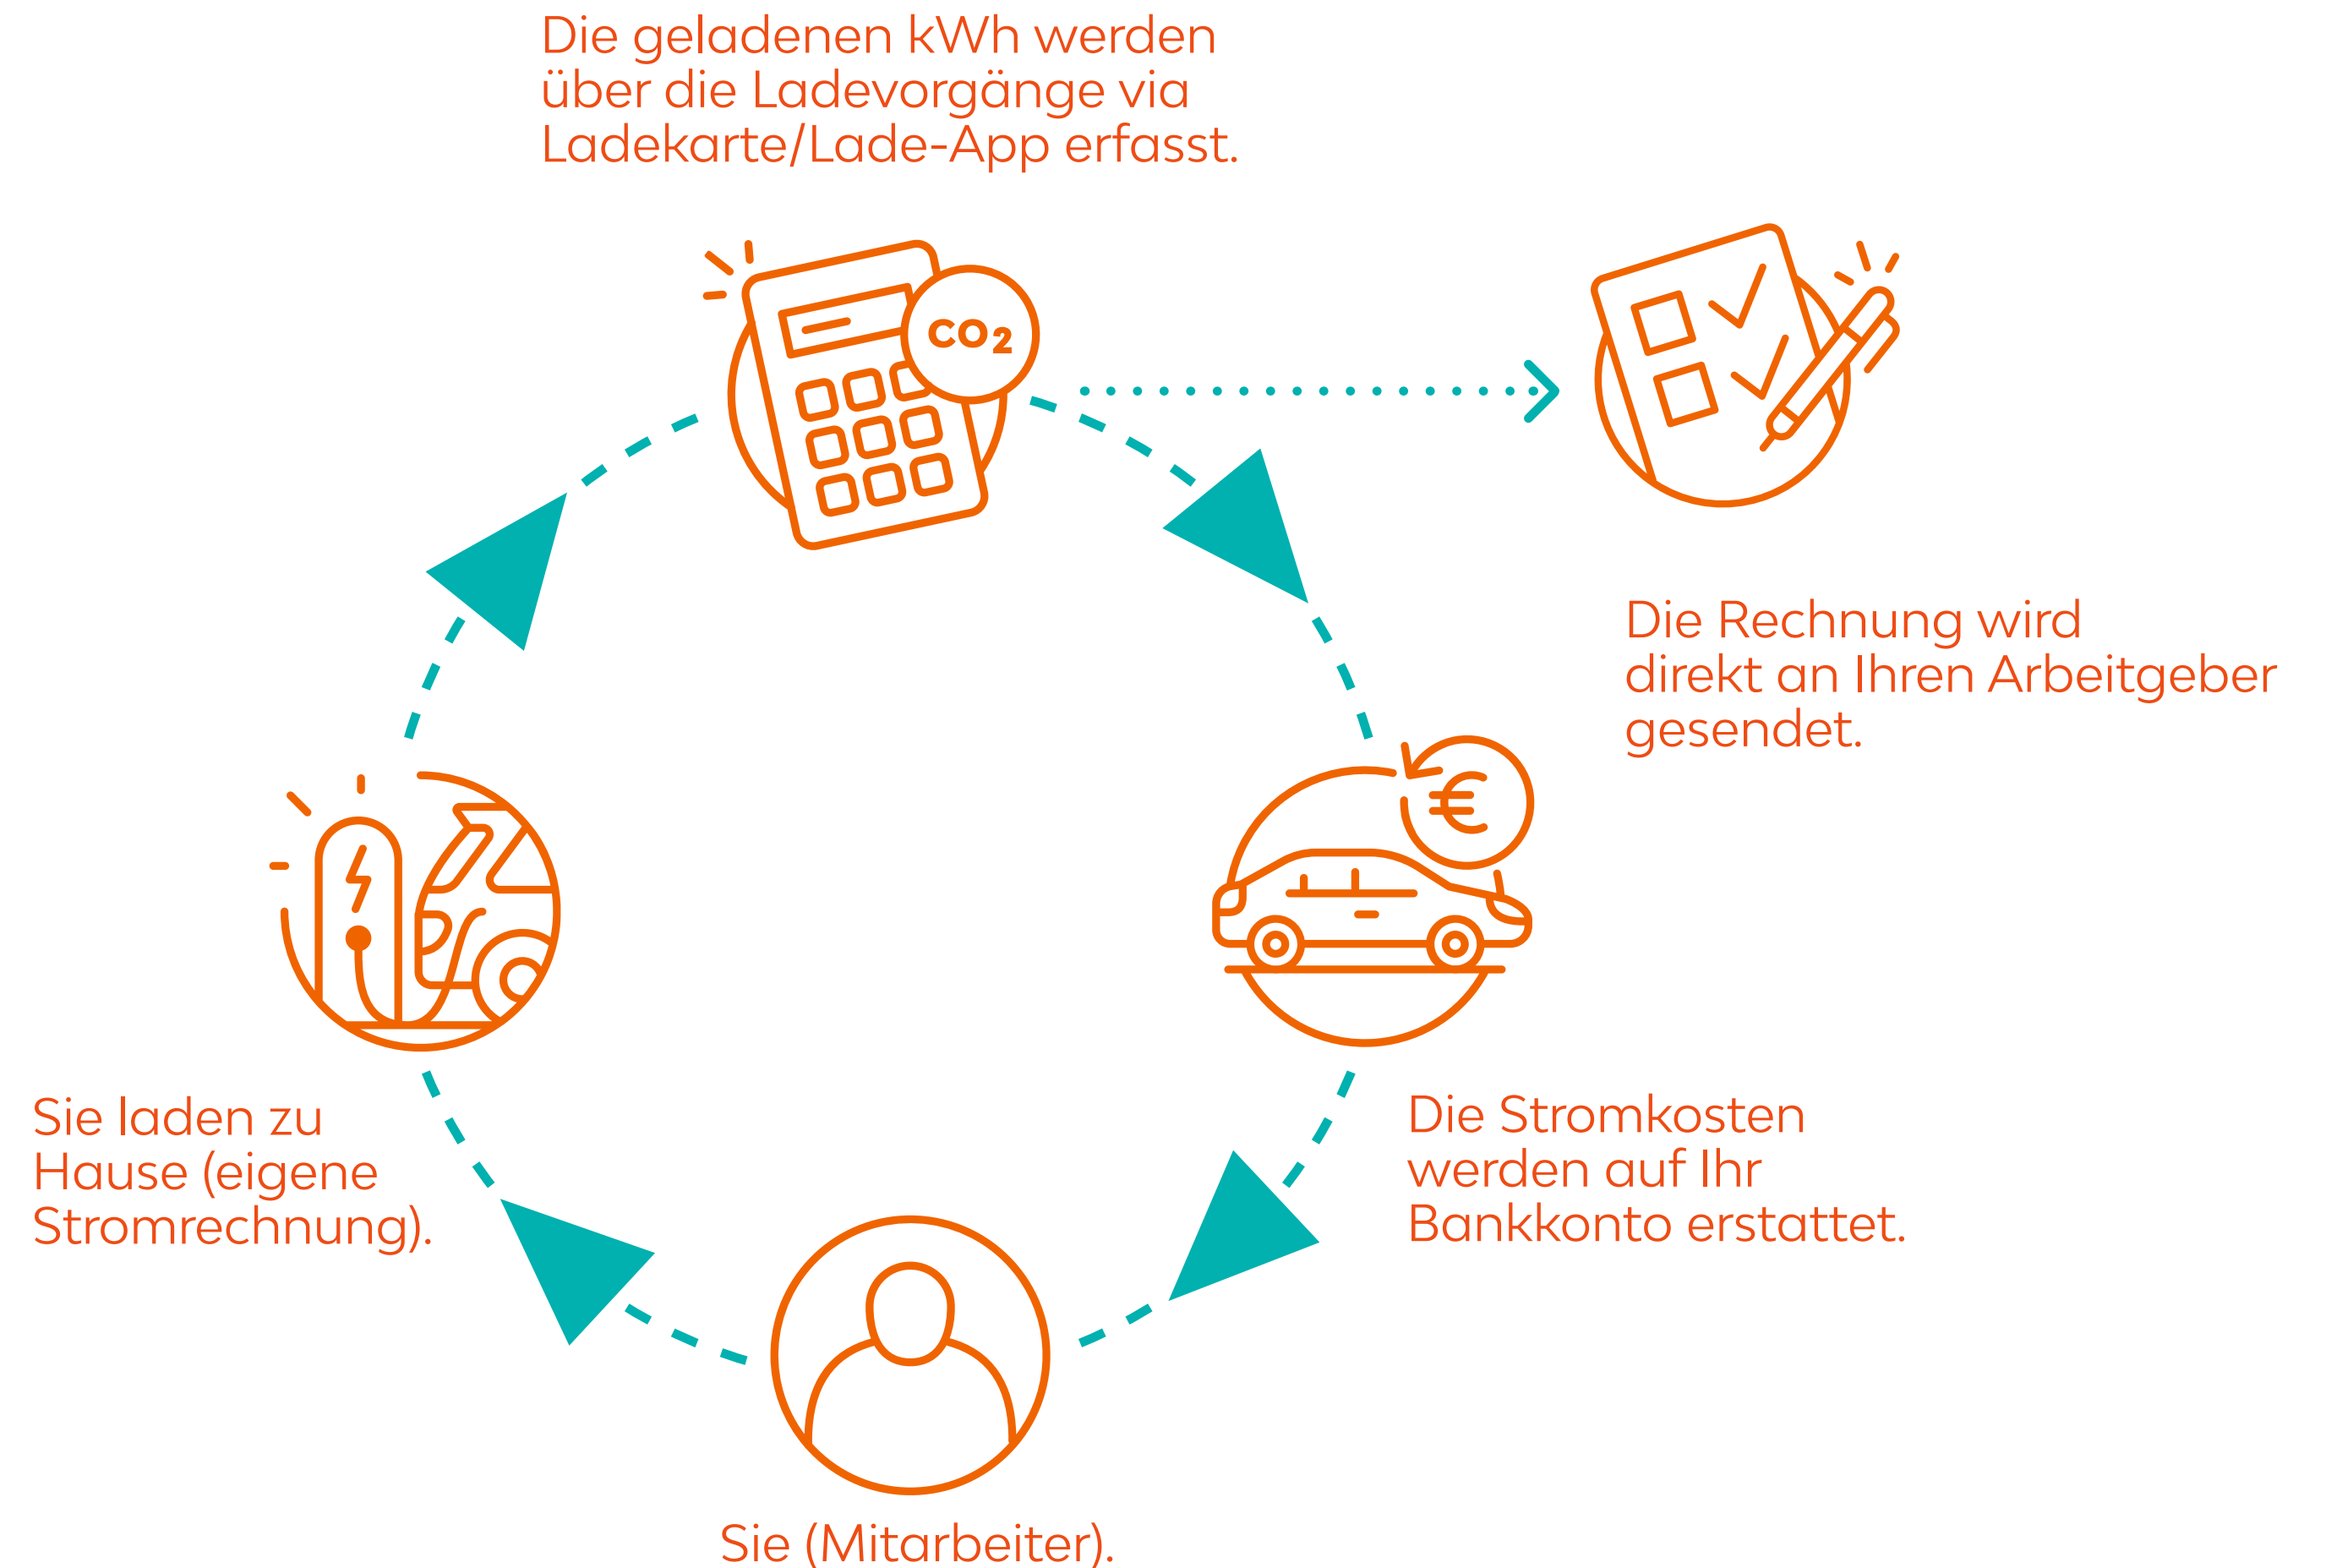 Die geladenen kWh werden
über die Ladevorgänge via
Ladekarte/Lade-App erfasst.
CO₂
Die Rechnung wird
direkt an Ihren Arbeitgeber
gesendet.
€
Sie laden zu
Hause (eigene
Stromrechnung).
Die Stromkosten
werden auf Ihr
Bankkonto erstattet.
Sie (Mitarbeiter).